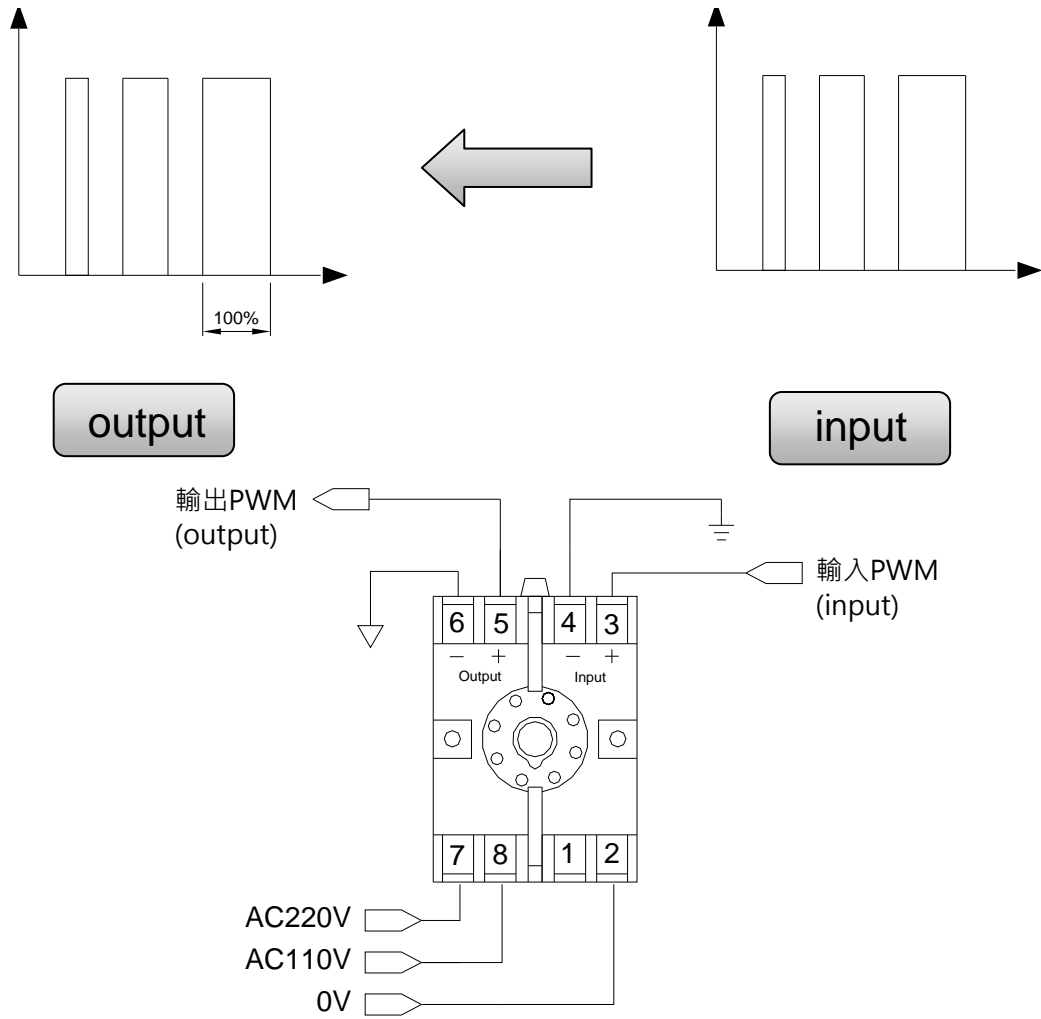 100%
output
input
輸出PWM
(output)
輸入PWM
(input)
6 5 4 3
− + − +
Output Input
7 8 1 2
AC220V
AC110V
0V